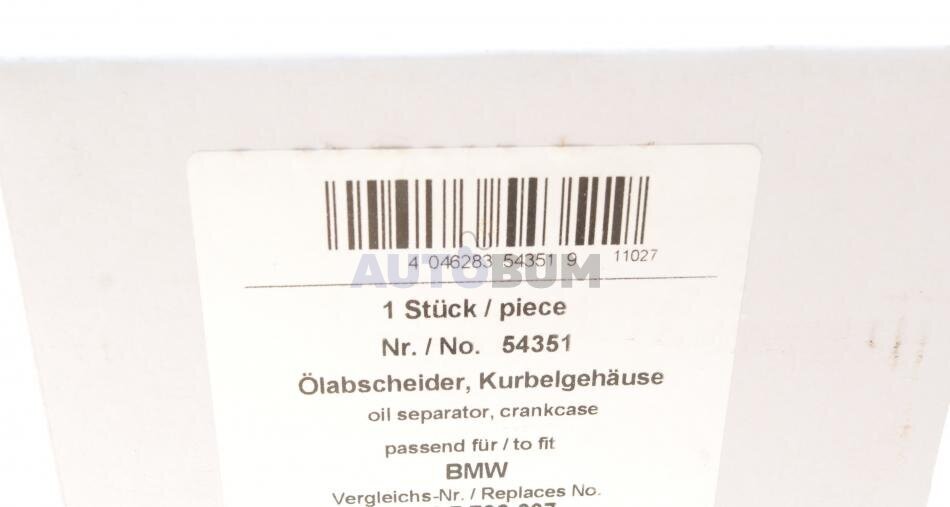 4 046283 54351 9 11027
AUTOBUM
1 Stück / piece
Nr. / No. 54351
Ölabscheider, Kurbelgehäuse
oil separator, crankcase
passend für / to fit
BMW
Vergleichs-Nr. / Replaces No.